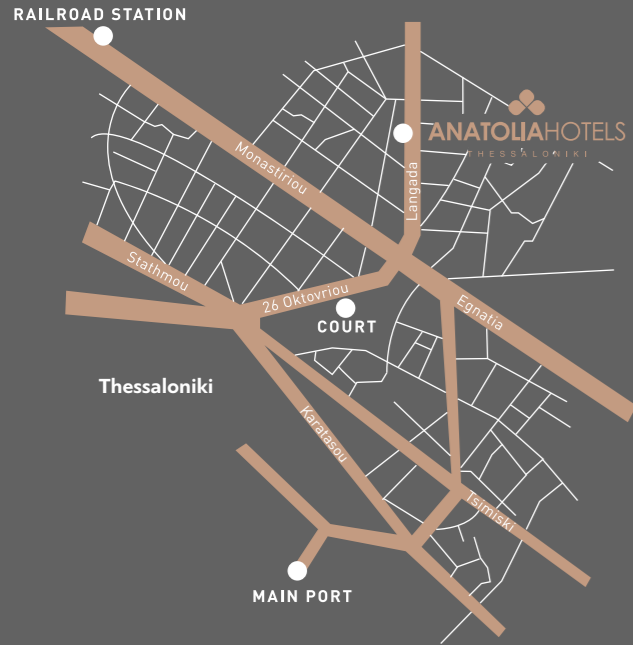 RAILROAD STATION
ANATOLIAHOTELS
THESSALONIKI
Monastiriou
Langada
Stathmou
26 Oktovriou
Egnatia
COURT
Thessaloniki
Karatasou
Tsimiski
MAIN PORT